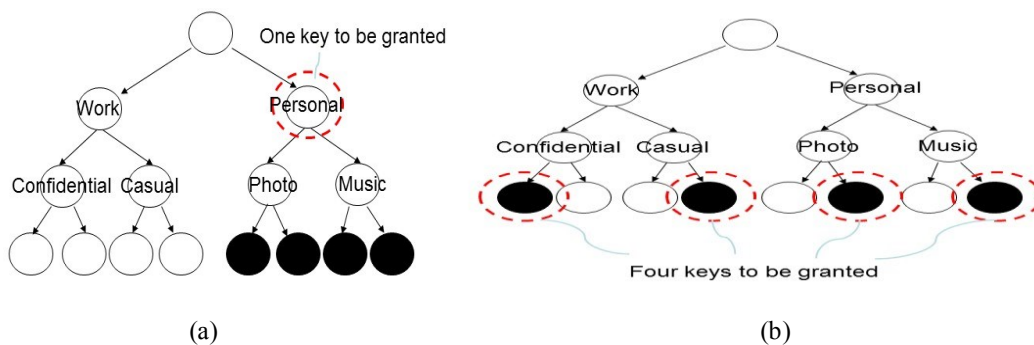 One key to be granted
Work
Personal
Confidential
Casual
Photo
Music
(a)
Work
Personal
Confidential
Casual
Photo
Music
Four keys to be granted
(b)